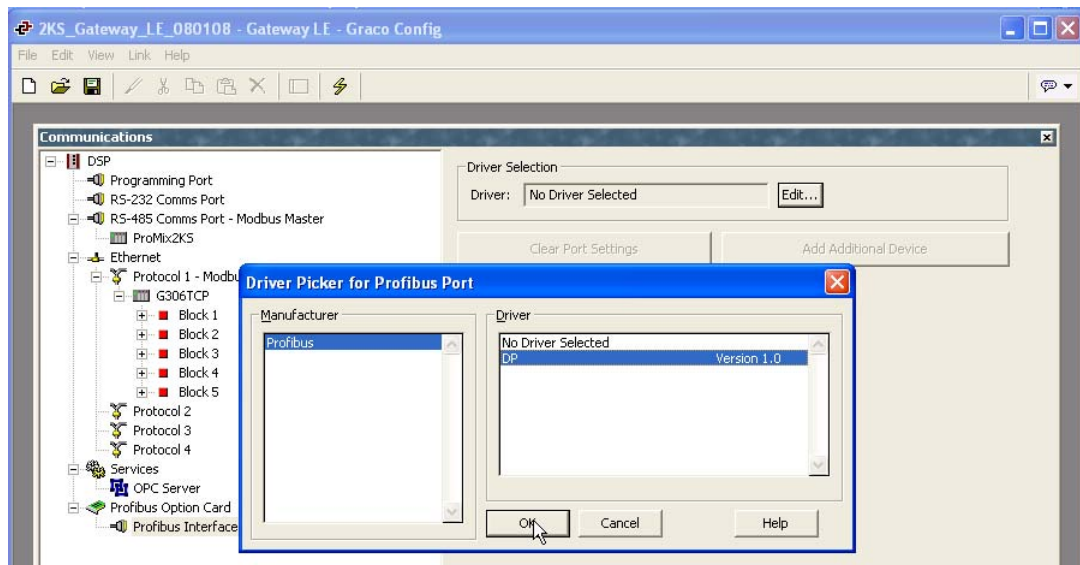 2KS_Gateway_LE_080108 - Gateway LE - Graco Config
File Edit View Link Help
Communications
DSP
Programming Port
RS-232 Comms Port
RS-485 Comms Port - Modbus Master
ProMix2KS
Ethernet
Protocol 1 - Modbu
G306TCP
Block 1
Block 2
Block 3
Block 4
Block 5
Protocol 2
Protocol 3
Protocol 4
Services
OPC Server
Profibus Option Card
Profibus Interface
Driver Selection
Driver: No Driver Selected Edit...
Clear Port Settings Add Additional Device
Driver Picker for Profibus Port
Manufacturer
Profibus
Driver
No Driver Selected
DP Version 1.0
OK Cancel Help